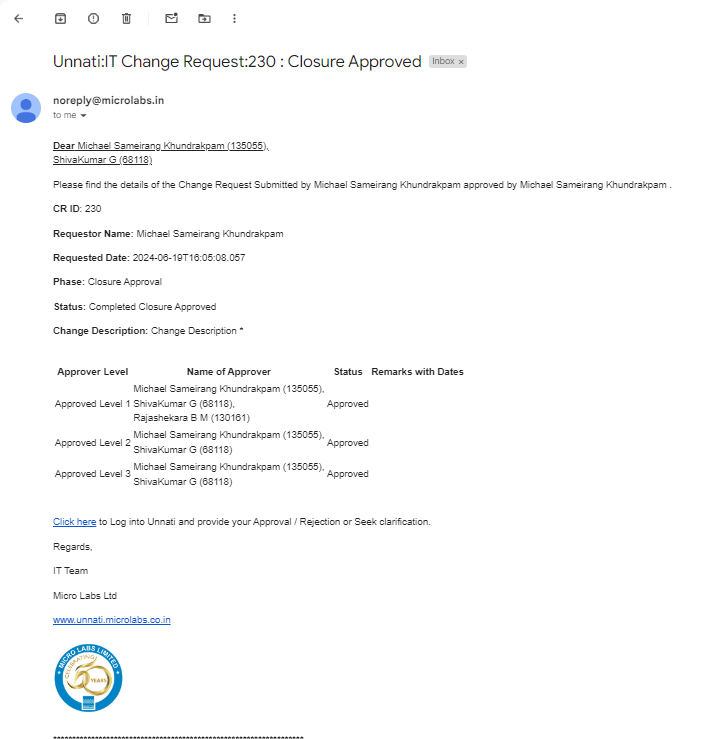 Unnati:IT Change Request:230 : Closure Approved Inbox x
noreply@microlabs.in
to me
Dear Michael Sameirang Khundrakpam (135055),
ShivaKumar G (68118)
Please find the details of the Change Request Submitted by Michael Sameirang Khundrakpam approved by Michael Sameirang Khundrakpam .
CR ID: 230
Requestor Name: Michael Sameirang Khundrakpam
Requested Date: 2024-06-19T16:05:08.057
Phase: Closure Approval
Status: Completed Closure Approved
Change Description: Change Description *
Approver Level Name of Approver Status Remarks with Dates
Michael Sameirang Khundrakpam (135055),
Approved Level 1 ShivaKumar G (68118), Approved
Rajashekara B M (130161)
Michael Sameirang Khundrakpam (135055),
Approved Level 2 Approved
ShivaKumar G (68118)
Michael Sameirang Khundrakpam (135055),
Approved Level 3 Approved
ShivaKumar G (68118)
Click here to Log into Unnati and provide your Approval / Rejection or Seek clarification.
Regards,
IT Team
Micro Labs Ltd
www.unnati.microlabs.co.in
MICRO LABS LIMITED
CELEBRATING
50
YEARS